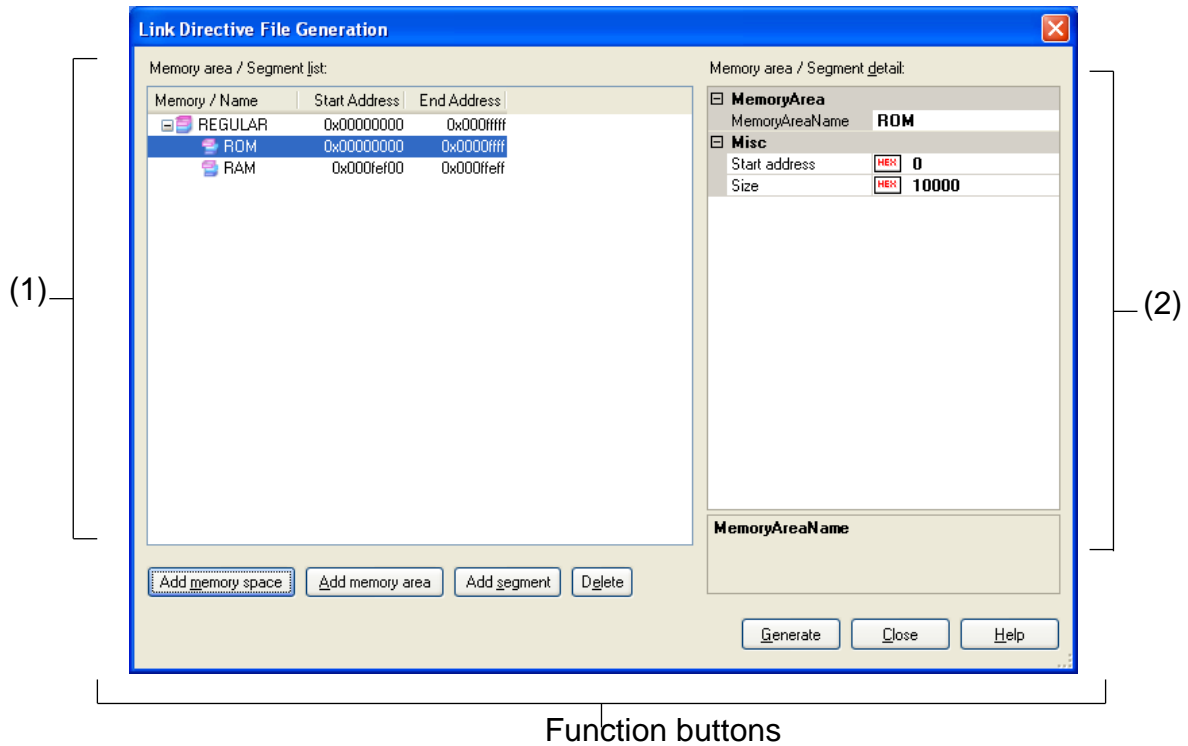 Link Directive File Generation
Memory area / Segment list:
Memory / Name Start Address End Address
REGULAR 0x00000000 0x000fffff
ROM 0x00000000 0x0000ffff
RAM 0x000fef00 0x000ffeff
Add memory space Add memory area Add segment Delete
Memory area / Segment detail:
MemoryArea
MemoryAreaName ROM
Misc
Start address HEX 0
Size HEX 10000
MemoryAreaName
Generate Close Help
(1)
(2)
Function buttons